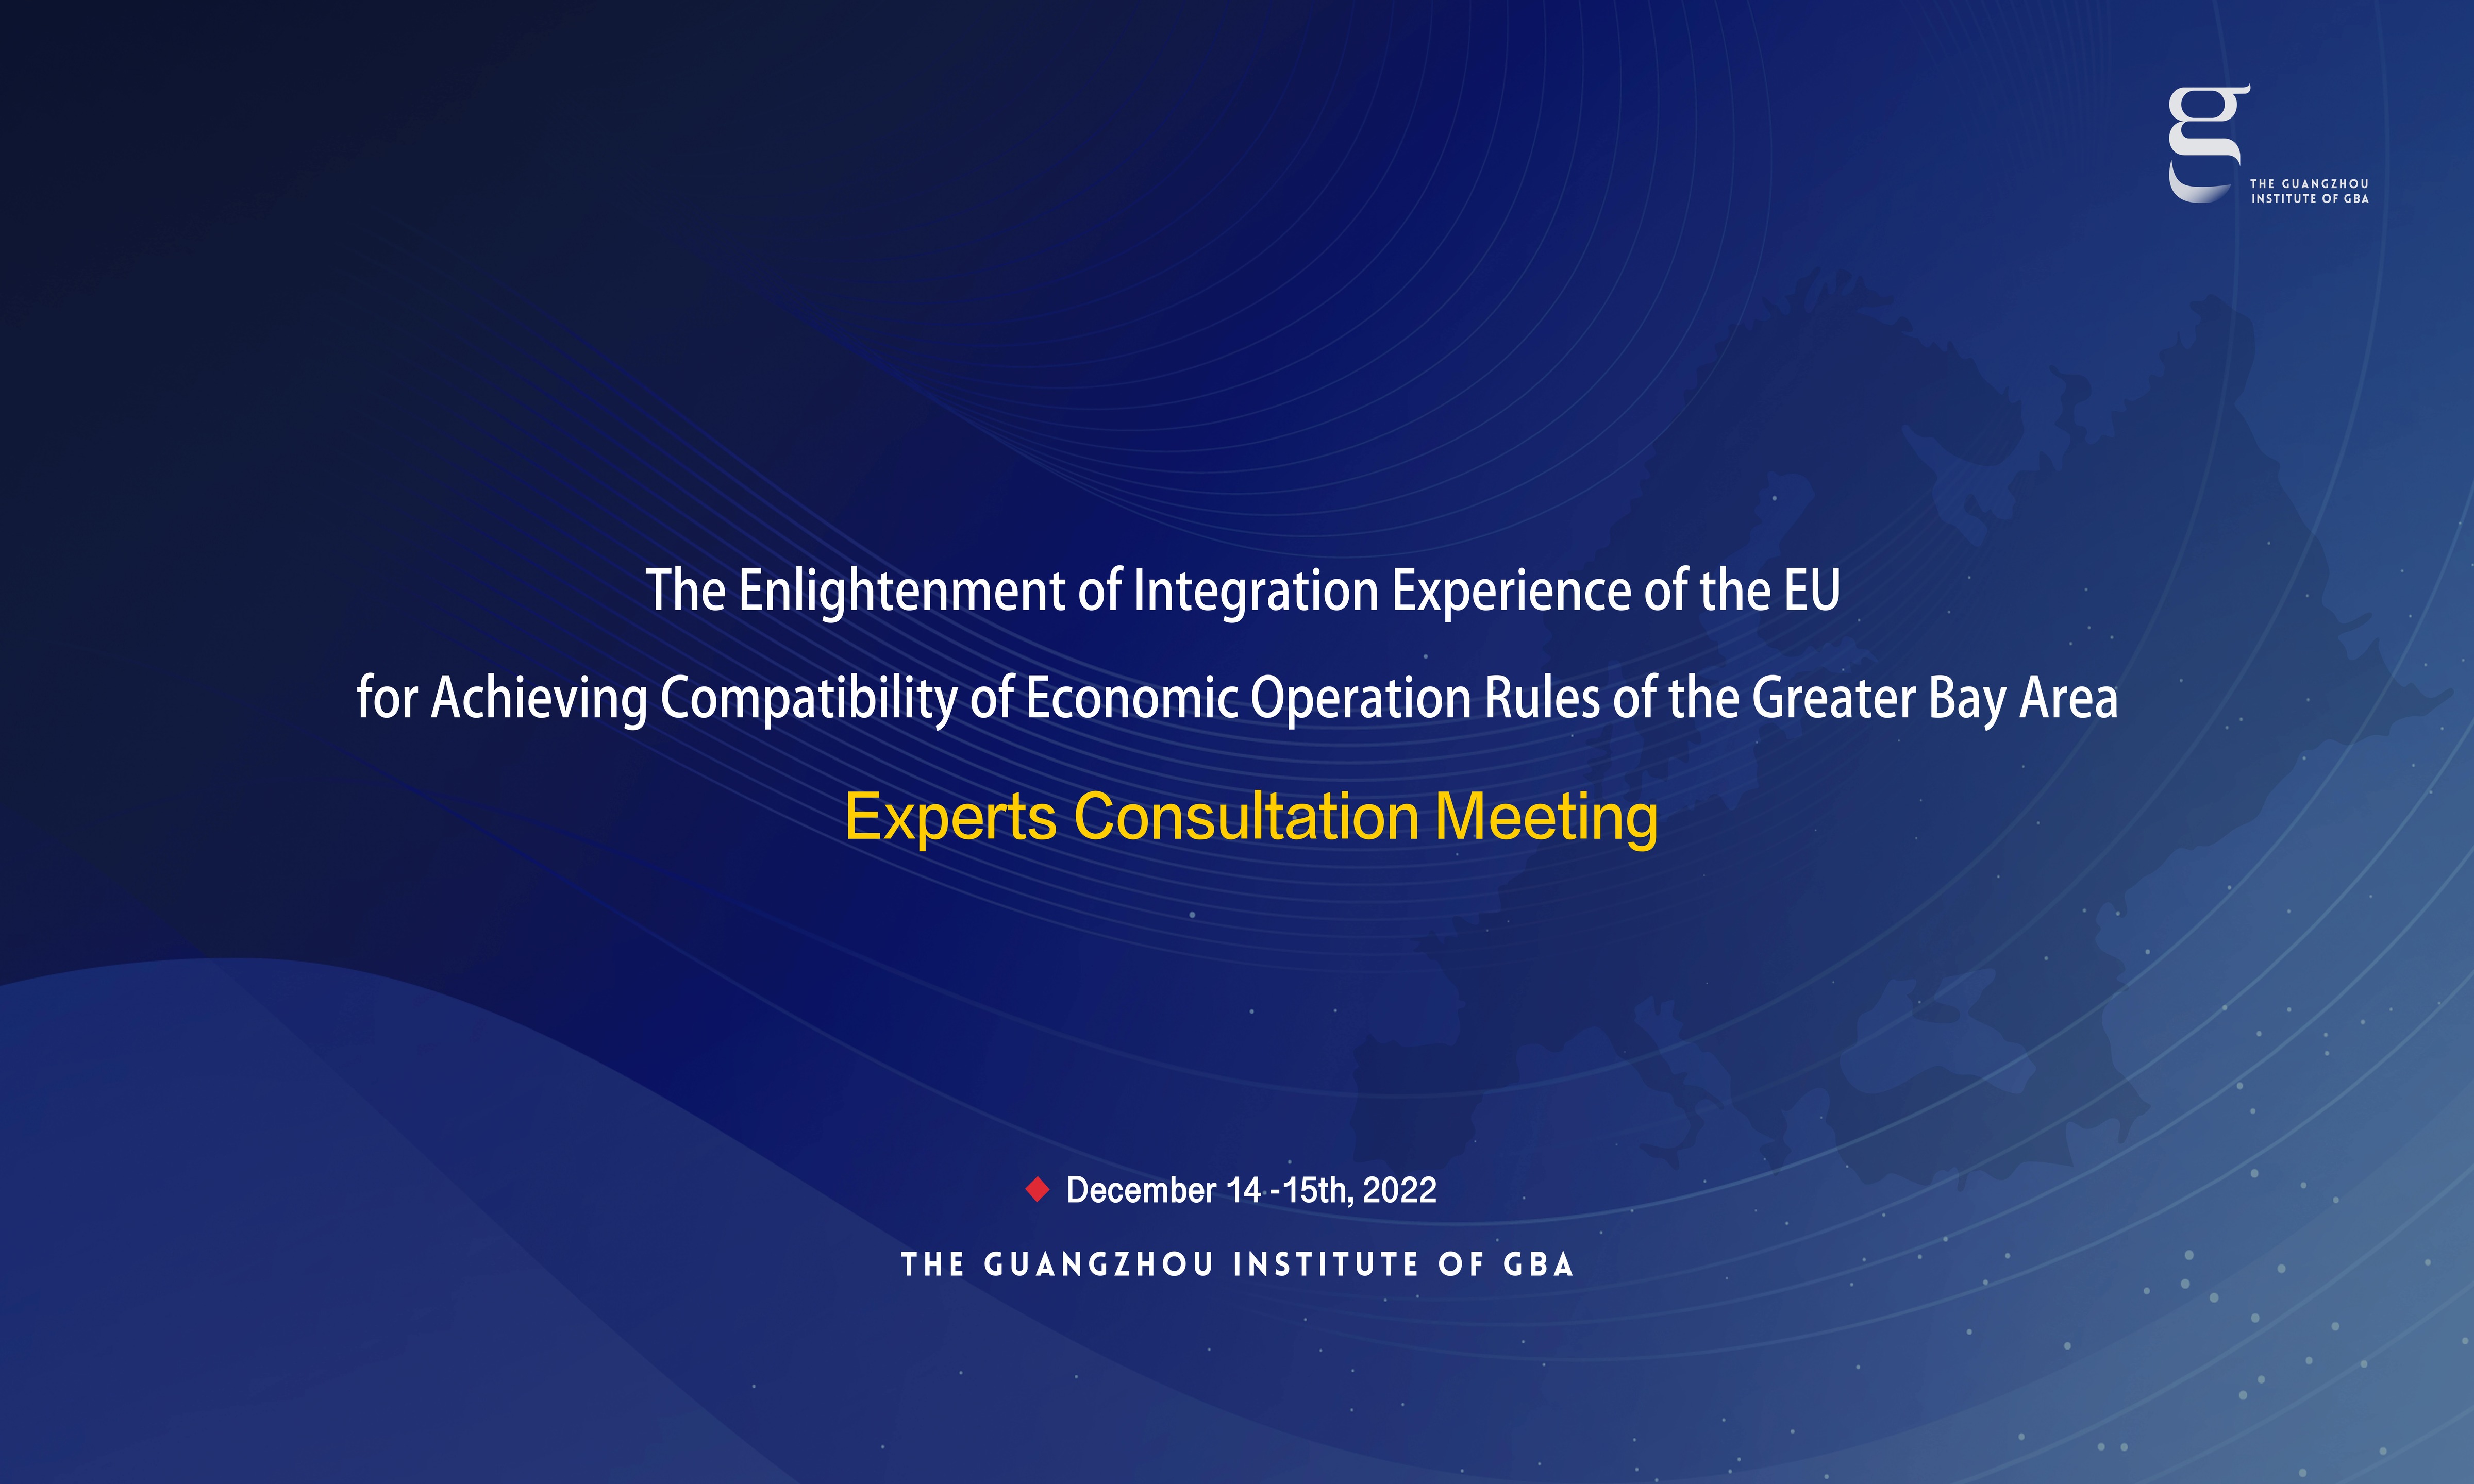 THE GUANGZHOU
INSTITUTE OF GBA
The Enlightenment of Integration Experience of the EU
for Achieving Compatibility of Economic Operation Rules of the Greater Bay Area
Experts Consultation Meeting
December 14 -15th, 2022
THE GUANGZHOU INSTITUTE OF GBA